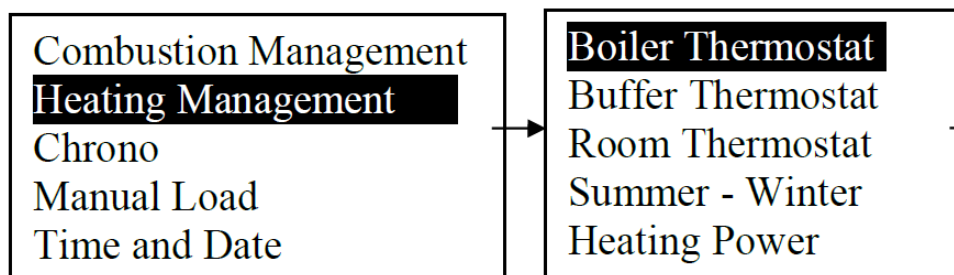 Combustion Management
Heating Management
Chrono
Manual Load
Time and Date
Boiler Thermostat
Buffer Thermostat
Room Thermostat
Summer - Winter
Heating Power